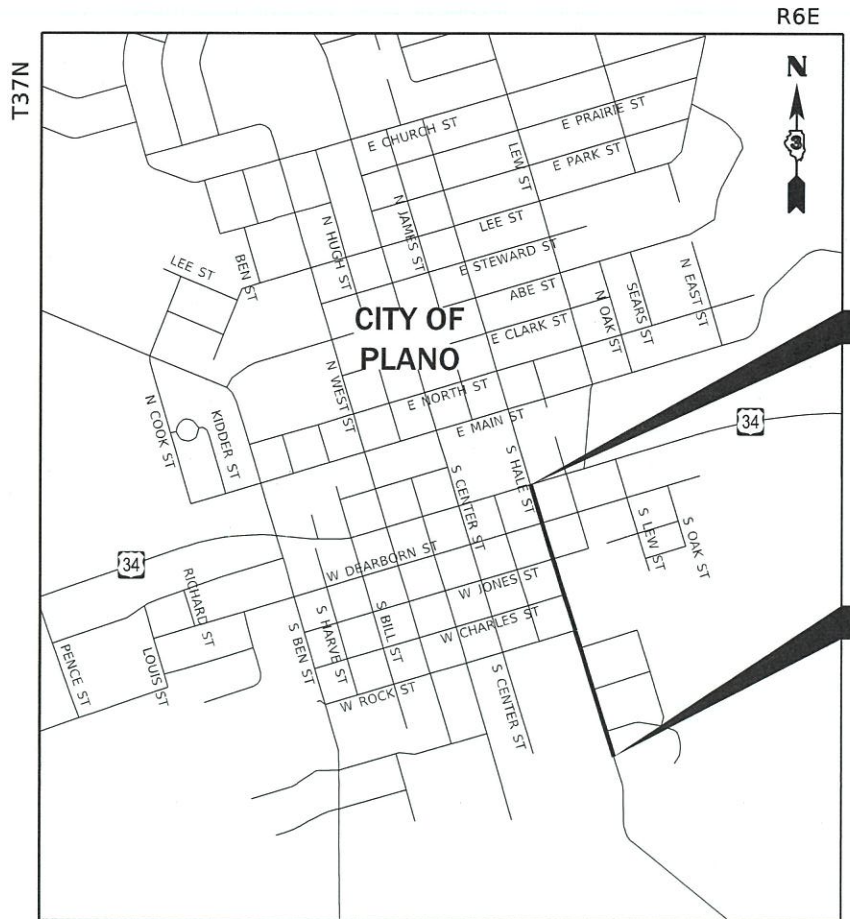 R6E
T37N
N
3
E CHURCH ST
E PRAIRIE ST
E PARK ST
LEW ST
N JAMES ST
N HUGH ST
LEE ST
E STEWARD ST
BEN ST
LEE ST
ABE ST
N OAK ST
SEARS ST
N EAST ST
CITY OF
PLANO
E CLARK ST
N WEST ST
E NORTH ST
E MAIN ST
N COOK ST
KIDDER ST
34
S HALE ST
S CENTER ST
34
W DEARBORN ST
S LEW ST
S OAK ST
RICHARD ST
W JONES ST
S HARVE ST
S BILL ST
W CHARLES ST
S BEN ST
PENCE ST
LOUIS ST
W ROCK ST
S CENTER ST